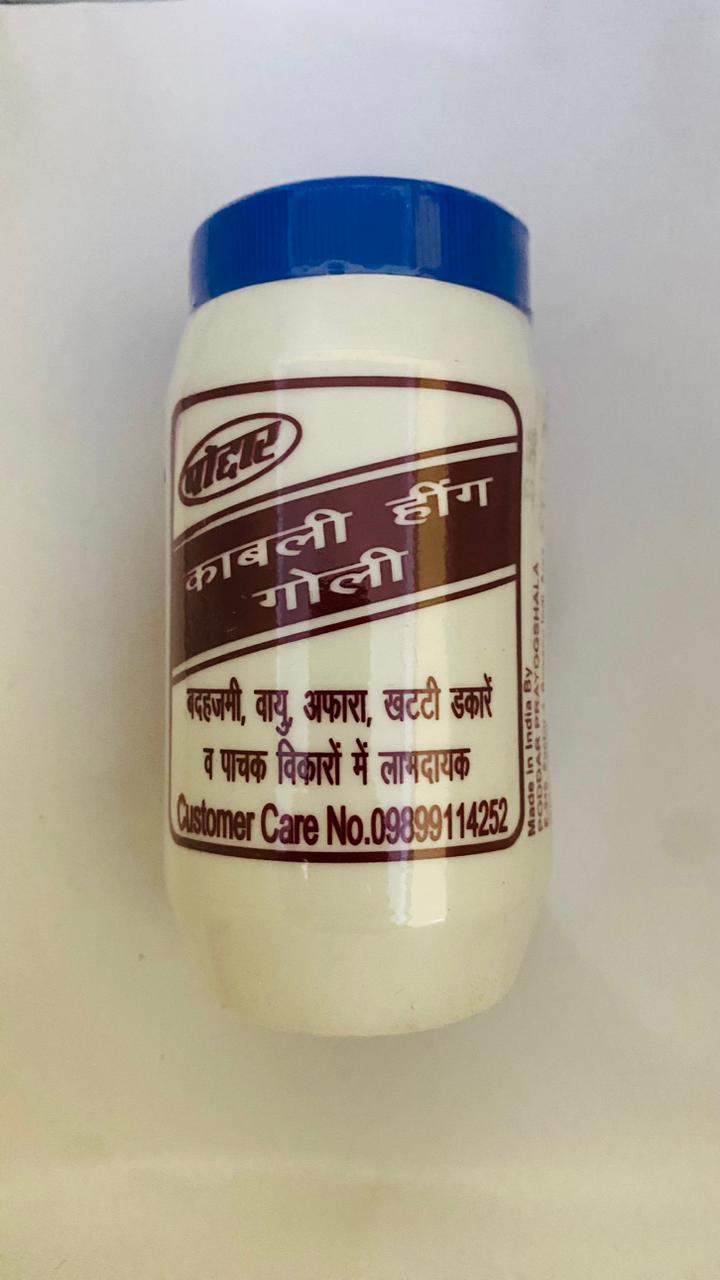 पोद्दार
काबली हींग
गोली
बदहजमी, वायु, अफारा, खटटी डकारें
व पाचक विकारों में लाभदायक
Customer Care No.09899114252
Made in India By
PODDAR PRAYOGSHALA